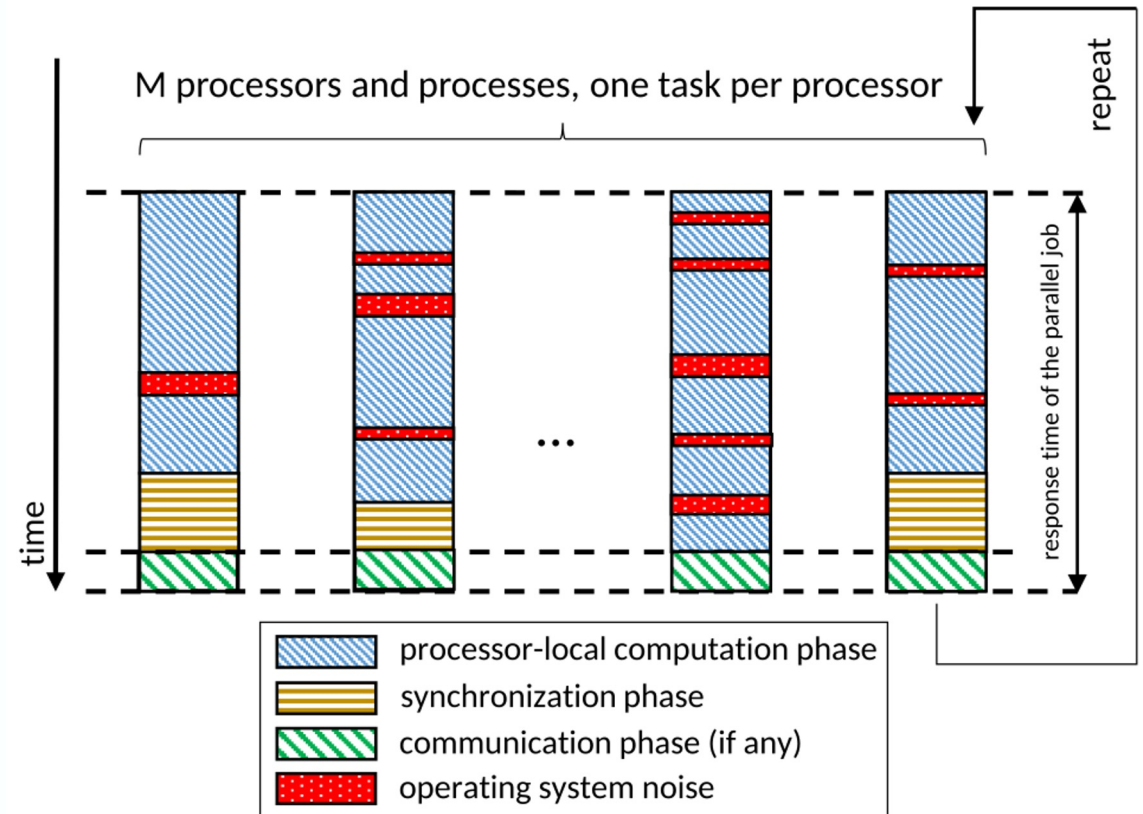 repeat
M processors and processes, one task per processor
response time of the parallel job
...
time
processor-local computation phase
synchronization phase
communication phase (if any)
operating system noise